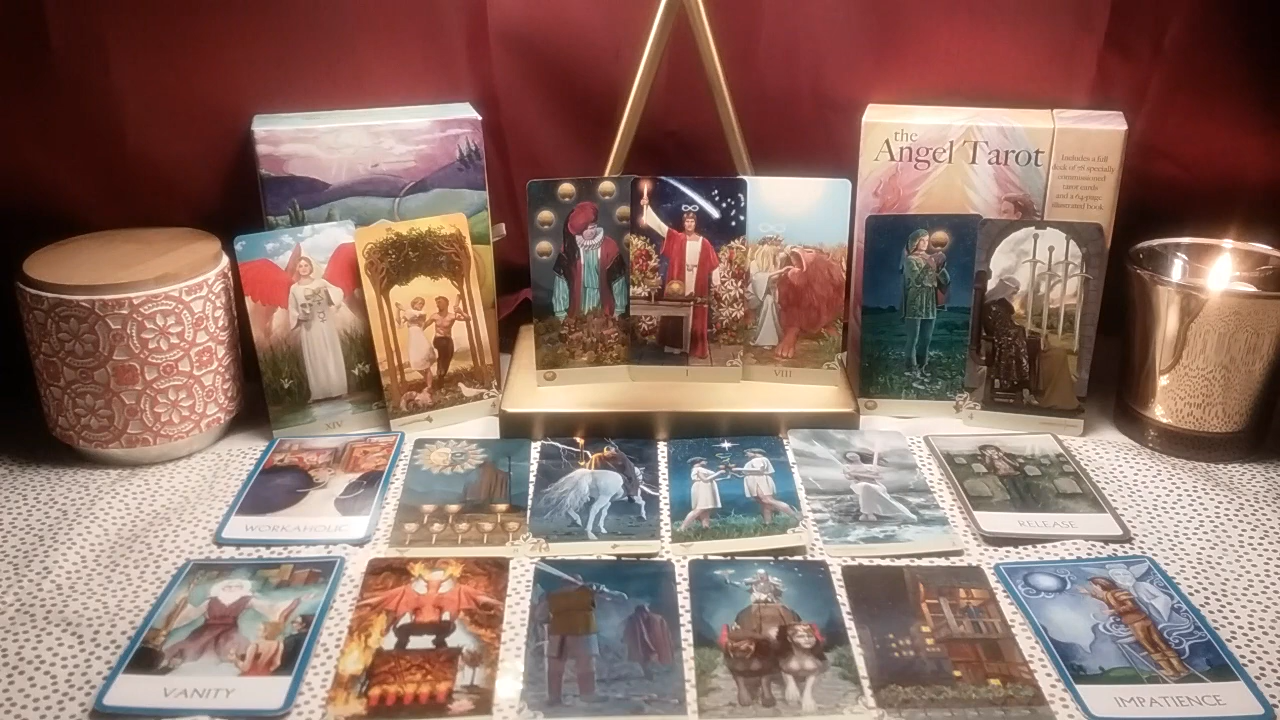 the
Angel Tarot
Includes a full
deck of 78 specially
commissioned
tarot cards
and a 64-page
illustrated book
XIV
I
VIII
WORKAHOLIC
RELEASE
VANITY
IMPATIENCE